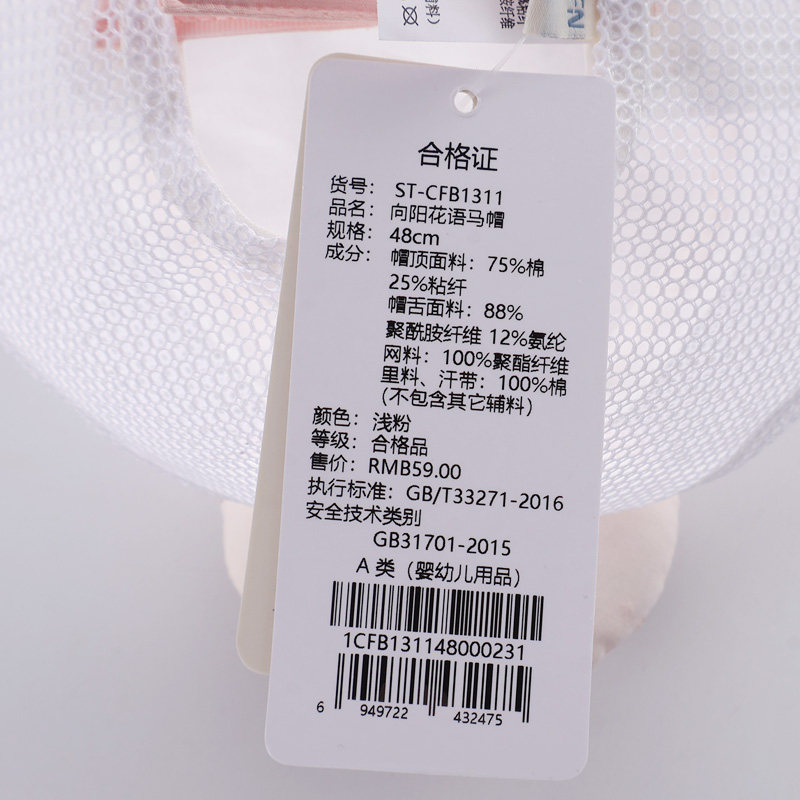 合格证
货号： ST-CFB1311
品名： 向阳花语马帽
规格： 48cm
成分： 帽顶面料：75%棉
25%粘纤
帽舌面料：88%
聚酰胺纤维 12%氨纶
网料：100%聚酯纤维
里料、汗带：100%棉
（不包含其它辅料）
颜色： 浅粉
等级： 合格品
售价： RMB59.00
执行标准： GB/T33271-2016
安全技术类别
GB31701-2015
A 类（婴幼儿用品）
1CFB131148000231
6 949722 432475